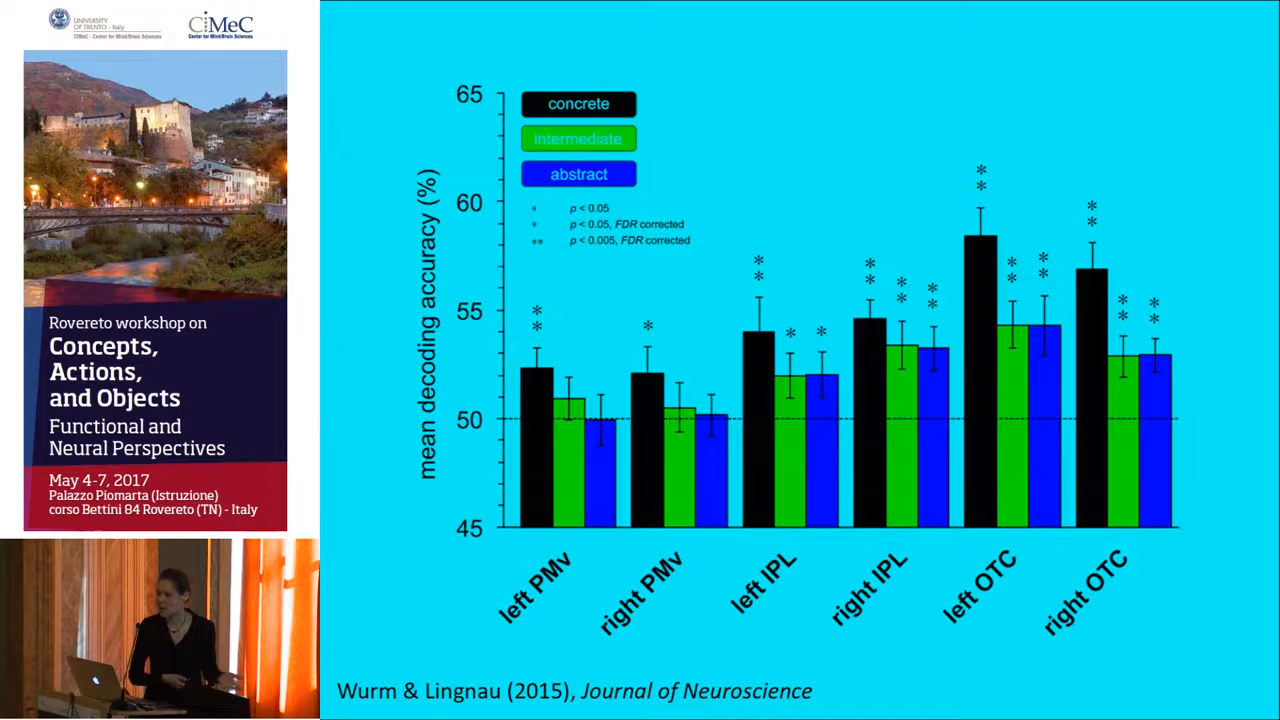 UNIVERSITY
OF TRENTO - Italy
CIMeC - Center for Mind/Brain Sciences
CiMeC
Center for Mind/Brain Sciences
Rovereto workshop on
Concepts,
Actions,
and Objects
Functional and
Neural Perspectives
May 4-7, 2017
Palazzo Piomarta (Istruzione)
corso Bettini 84 Rovereto (TN) - Italy
mean decoding accuracy (%)
65
60
55
50
45
concrete
intermediate
abstract
* p < 0.05
* p < 0.05, FDR corrected
** p < 0.005, FDR corrected
**
*
**
*
*
**
**
**
**
**
**
**
**
**
left PMv
right PMv
left IPL
right IPL
left OTC
right OTC
Wurm & Lingnau (2015), Journal of Neuroscience